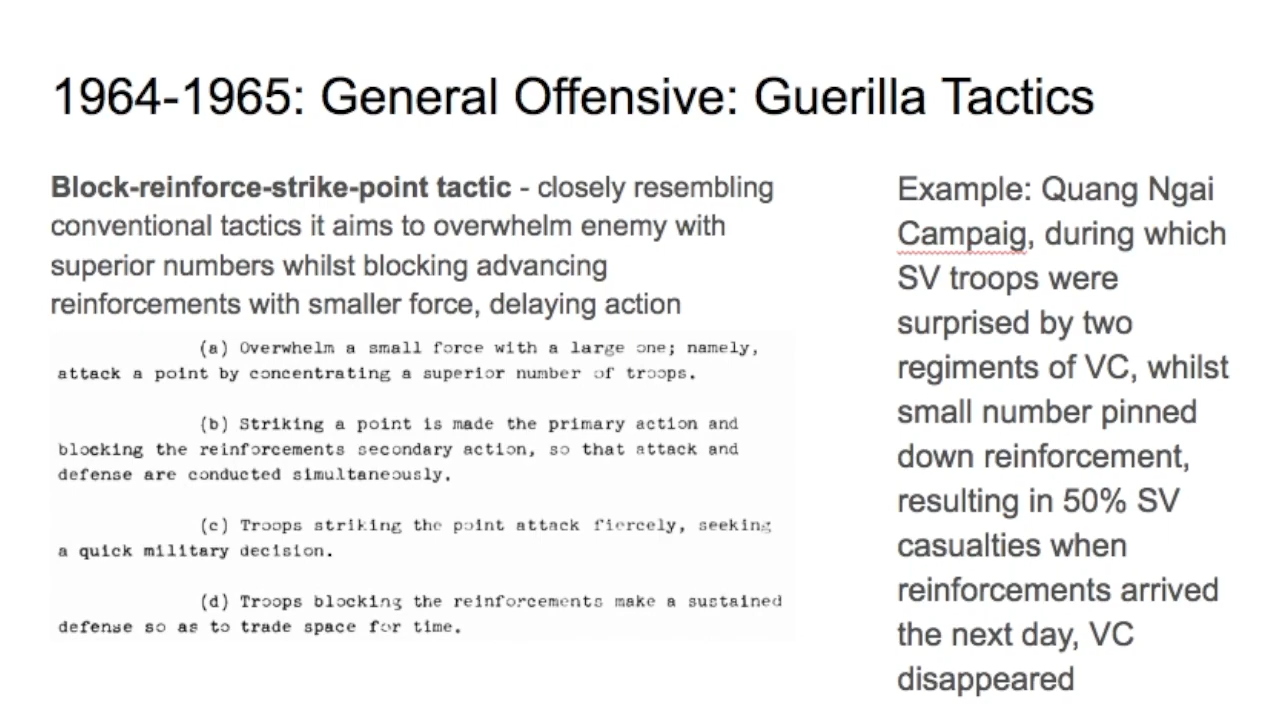 1964-1965: General Offensive: Guerilla Tactics
Block-reinforce-strike-point tactic - closely resembling
conventional tactics it aims to overwhelm enemy with
superior numbers whilst blocking advancing
reinforcements with smaller force, delaying action
(a) Overwhelm a small force with a large one; namely,
attack a point by concentrating a superior number of troops.
(b) Striking a point is made the primary action and
blocking the reinforcements secondary action, so that attack and
defense are conducted simultaneously.
(c) Troops striking the point attack fiercely, seeking
a quick military decision.
(d) Troops blocking the reinforcements make a sustained
defense so as to trade space for time.
Example: Quang Ngai
Campaig, during which
SV troops were
surprised by two
regiments of VC, whilst
small number pinned
down reinforcement,
resulting in 50% SV
casualties when
reinforcements arrived
the next day, VC
disappeared